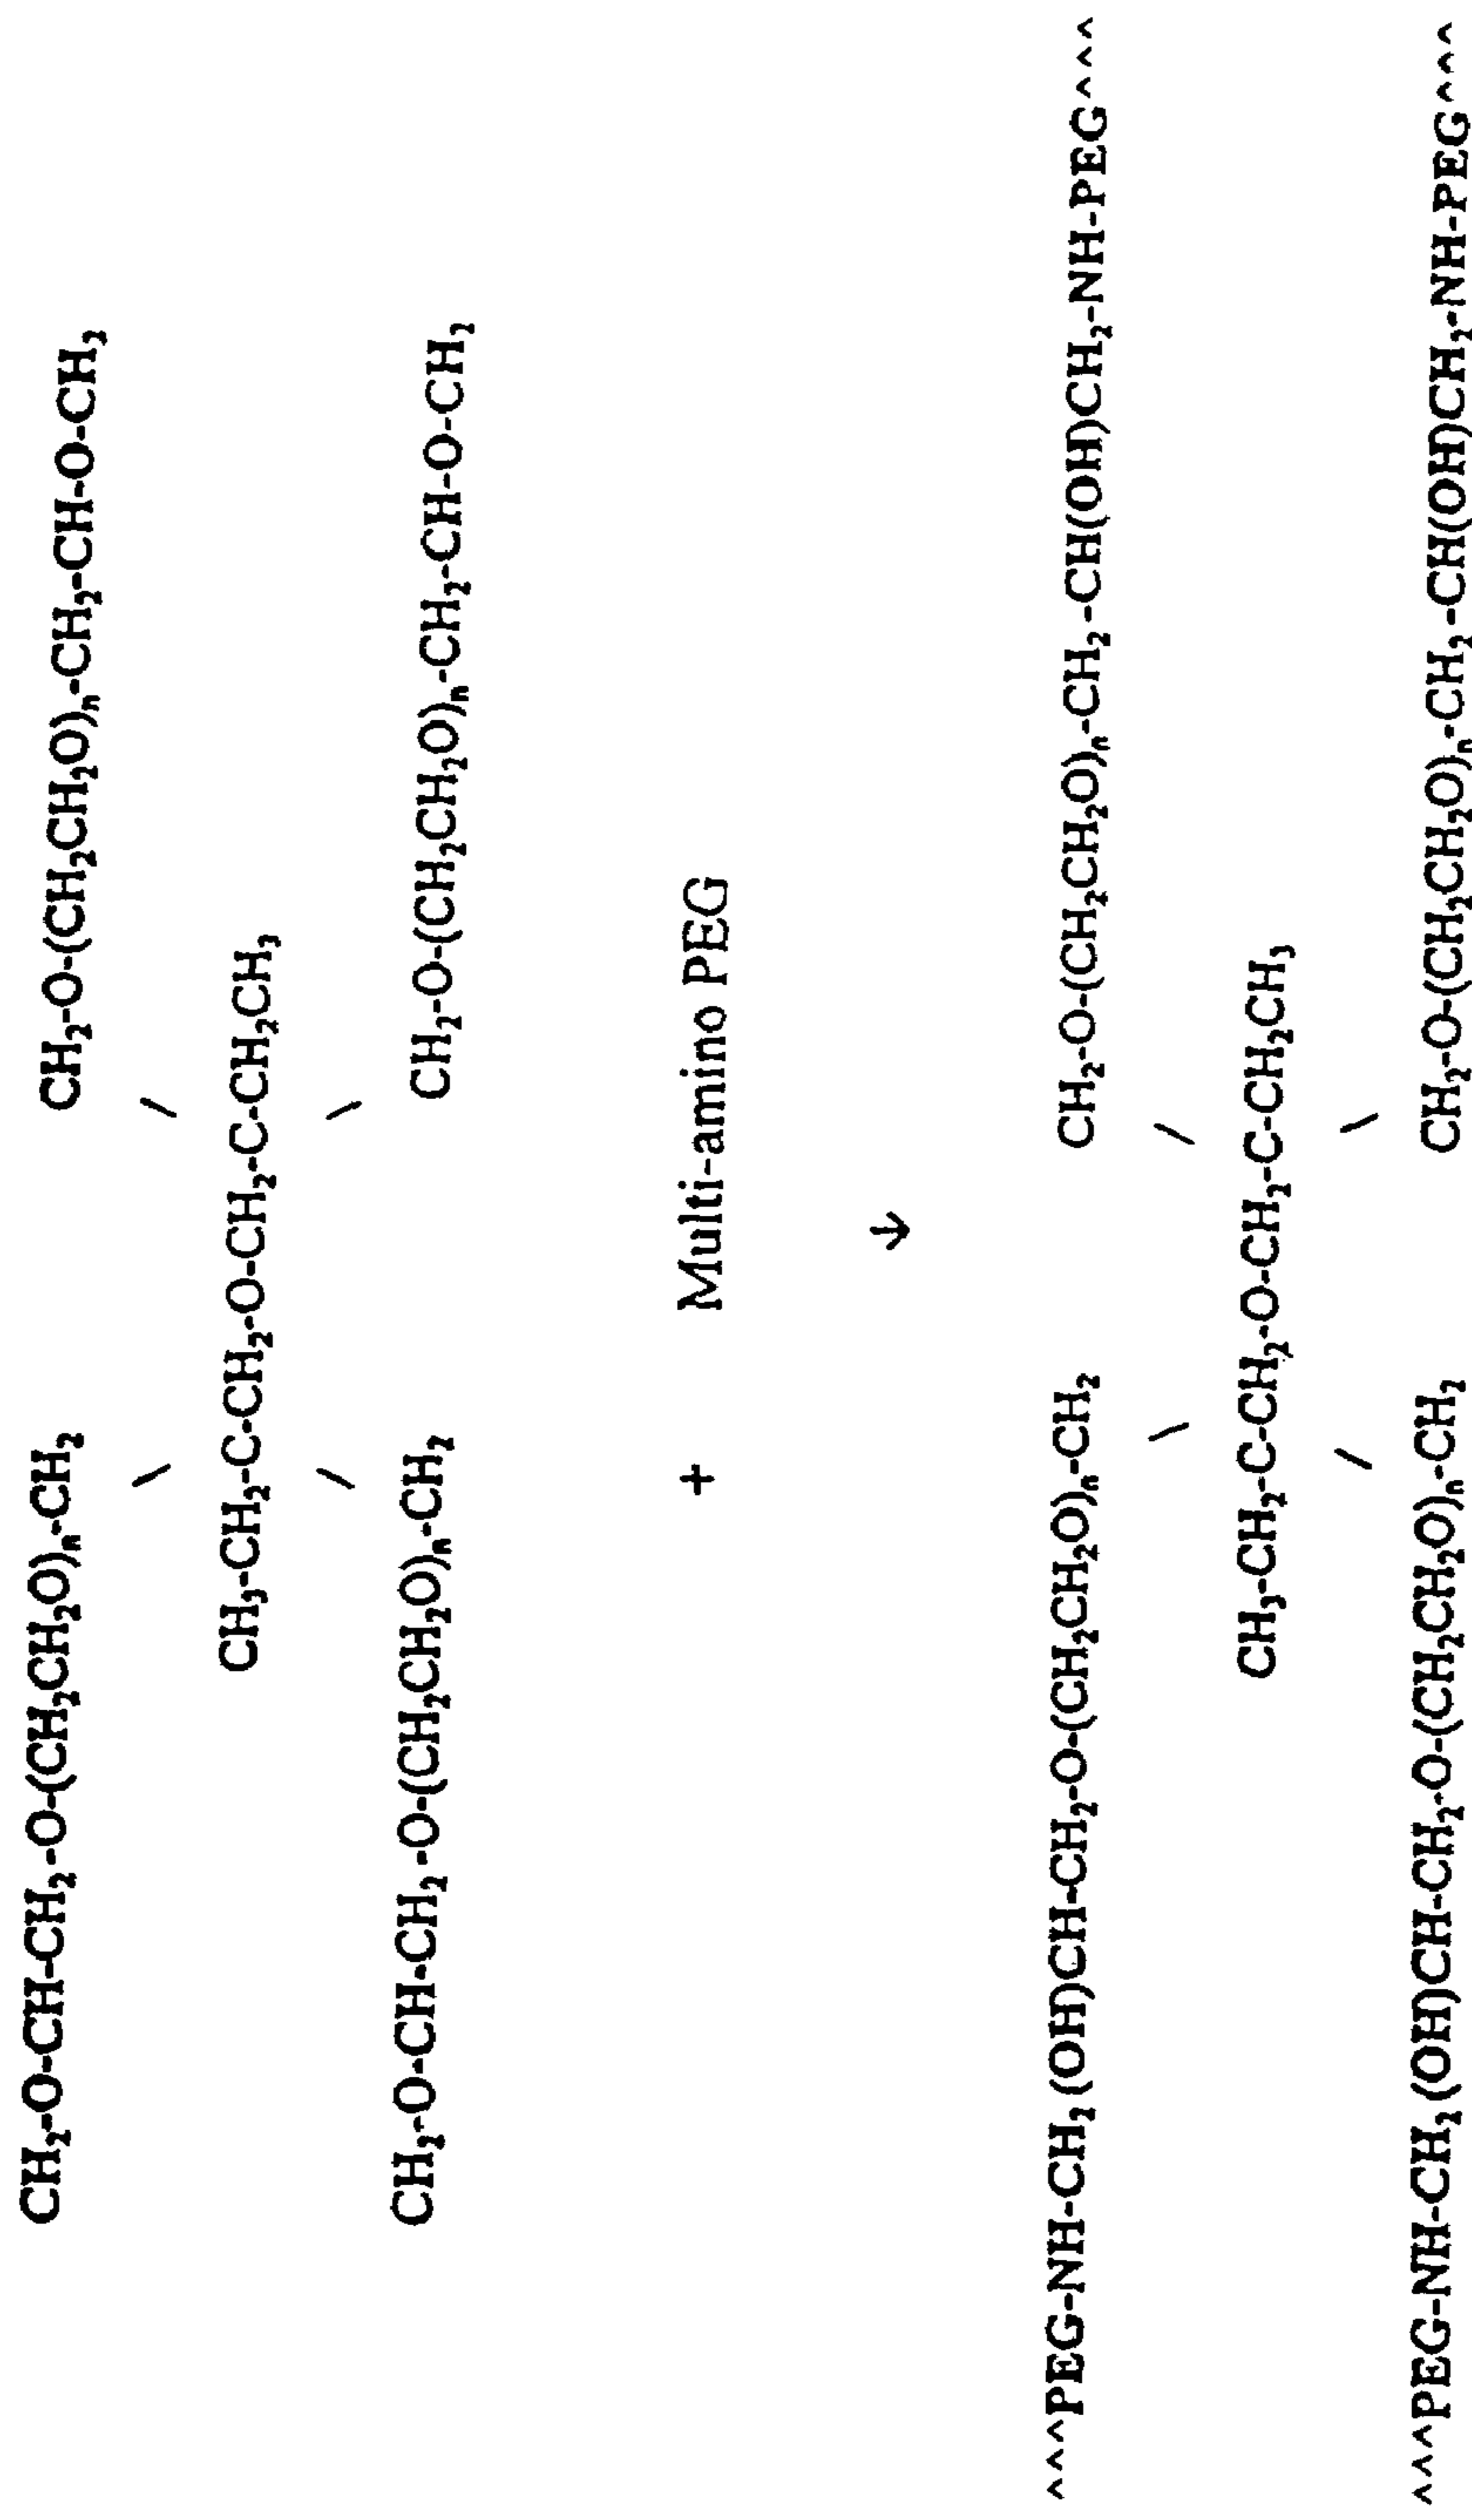 CH₂-O-CH-CH₂-O-(CH₂CH₂O)ₙ-CH₂ CH₂-O-(CH₂CH₂O)ₙ-CH₂-CH-O-CH₂
\ /
CH₃-CH₂-C-CH₂-O-CH₂-C-CH₂CH₃
/ \
CH₂-O-CH-CH₂-O-(CH₂CH₂O)ₙ-CH₂ CH₂-O-(CH₂CH₂O)ₙ-CH₂-CH-O-CH₂
+ Multi-amino PEG
↓
^^^PEG-NH-CH₂(OH)CH-CH₂-O-(CH₂CH₂O)ₙ-CH₂ CH₂-O-(CH₂CH₂O)ₙ-CH₂-CH(OH)CH₂-NH-PEG^^^
\ /
CH₃-CH₂-C-CH₂-O-CH₂-C-CH₂CH₃
/ \
^^^PEG-NH-CH₂(OH)CH-CH₂-O-(CH₂CH₂O)ₙ-CH₂ CH₂-O-(CH₂CH₂O)ₙ-CH₂-CH(OH)CH₂-NH-PEG^^^